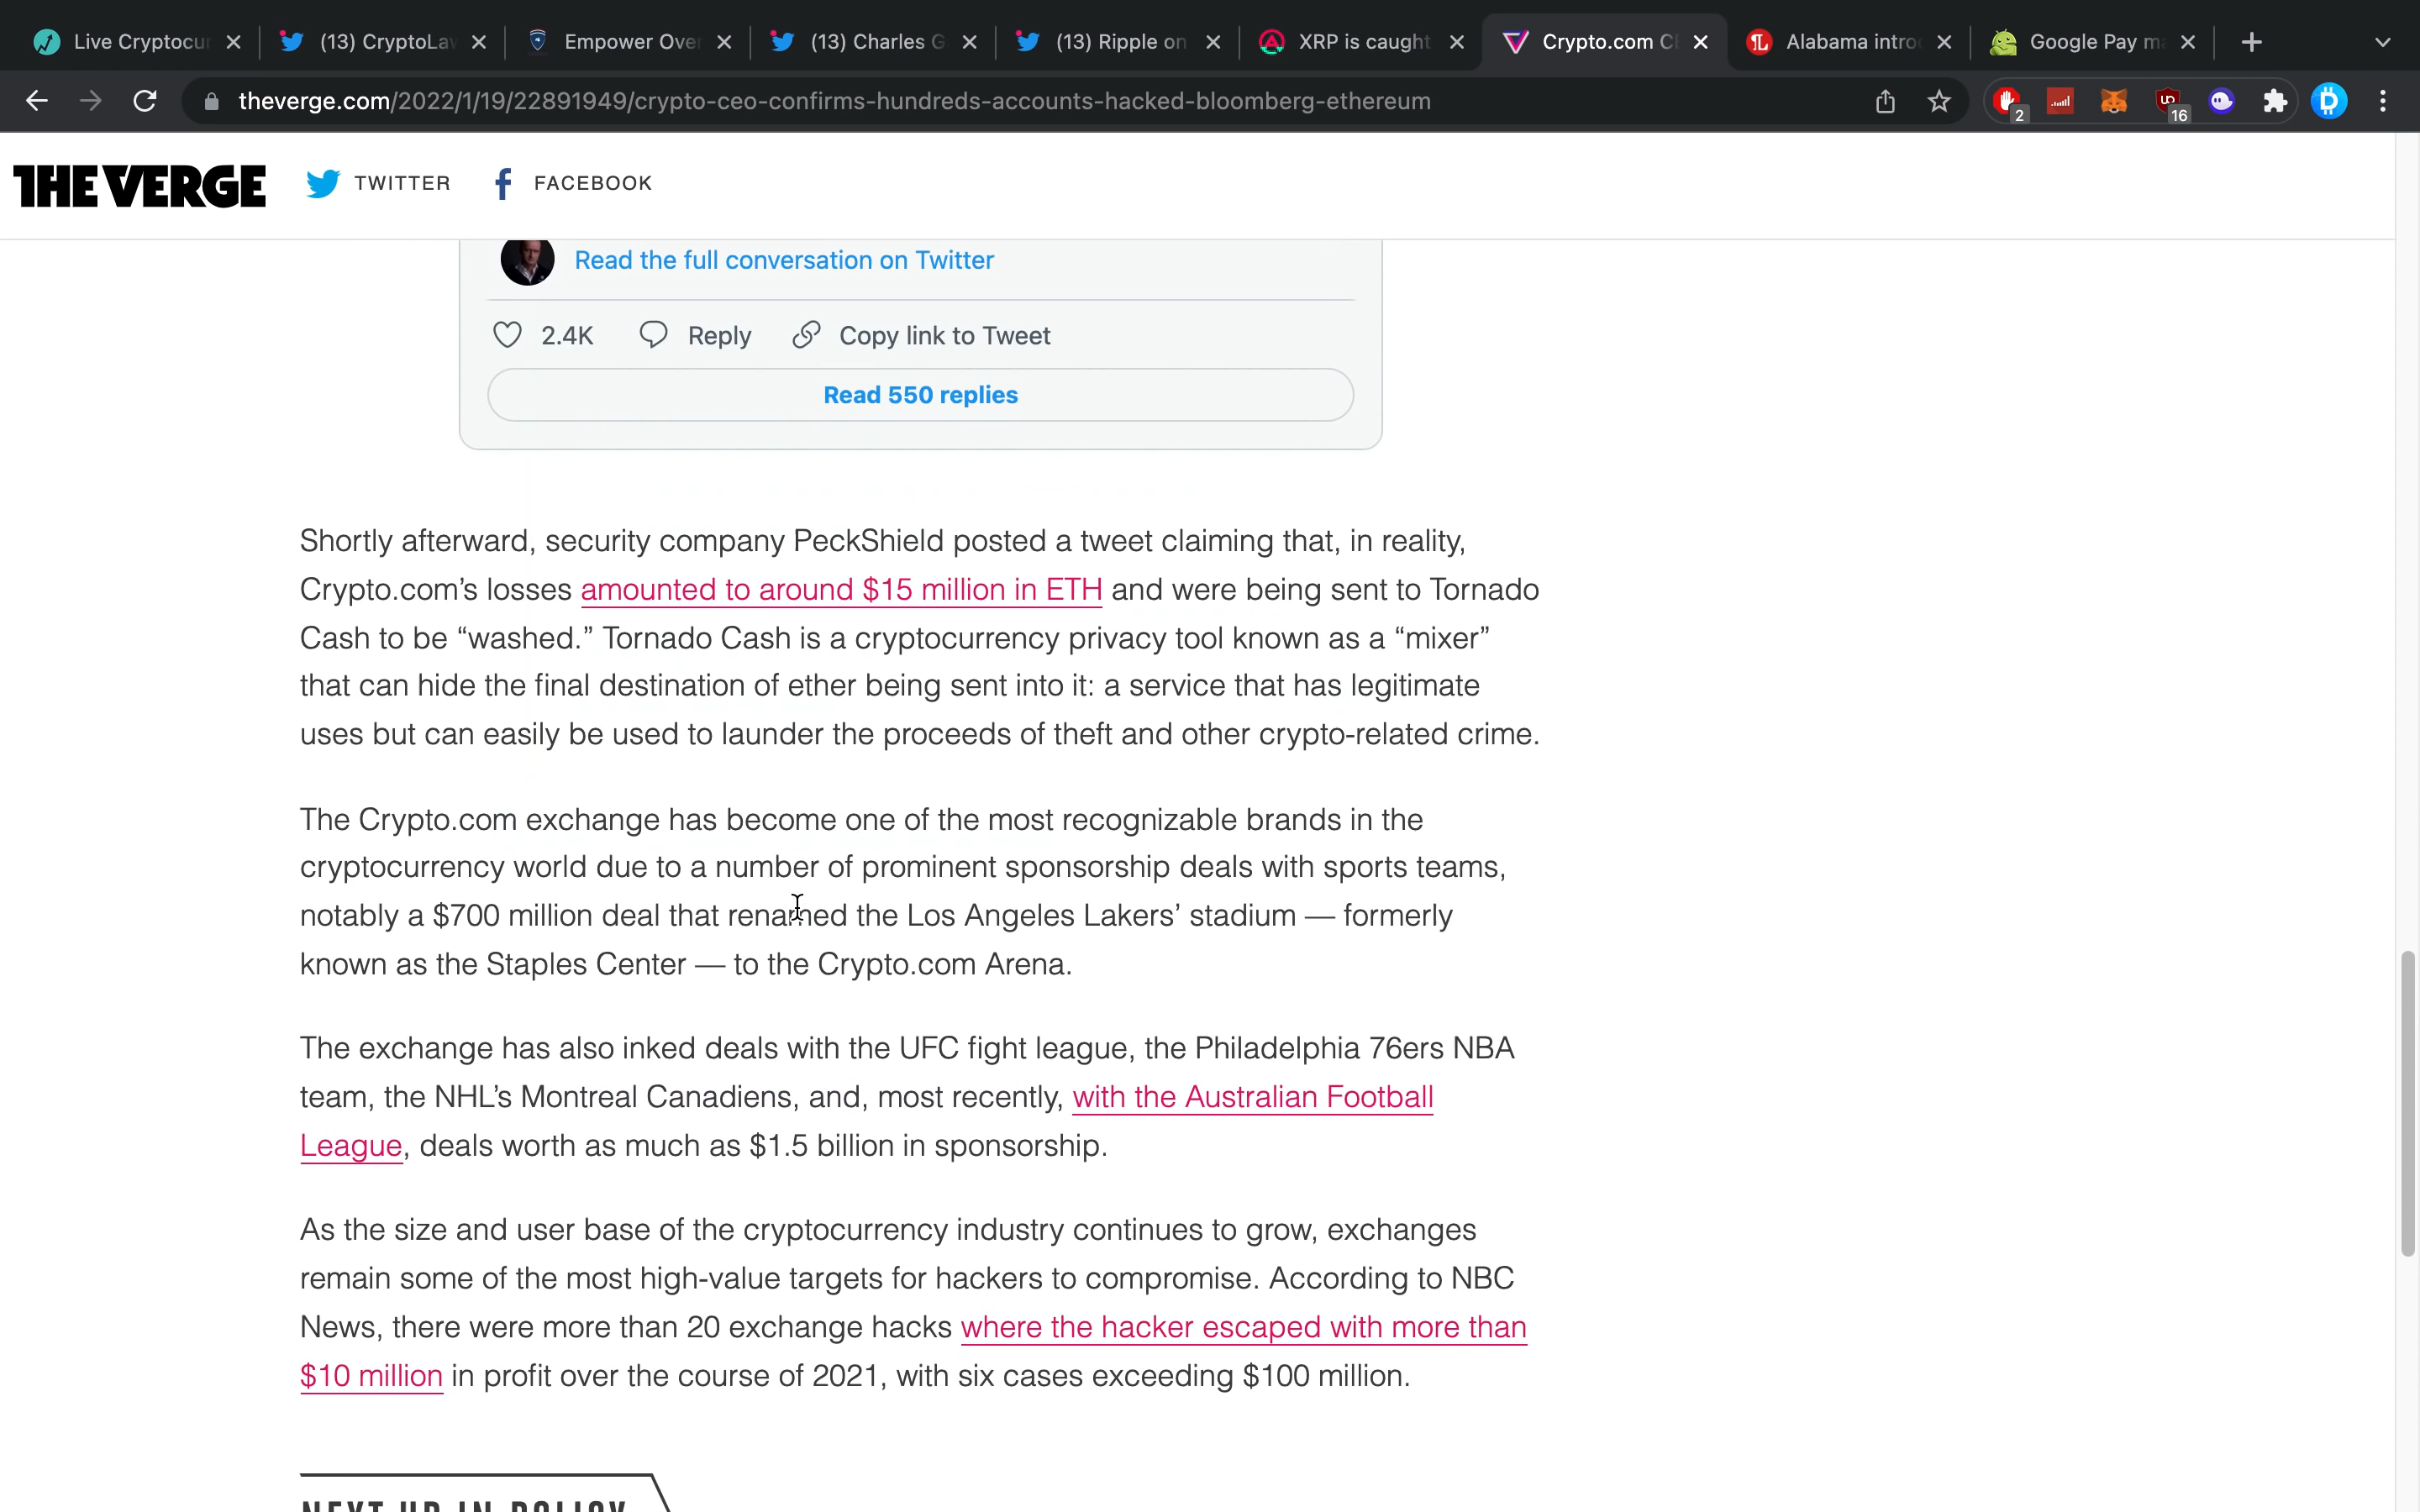 Live Cryptocur
(13) CryptoLaw
Empower Over
(13) Charles G
(13) Ripple on
XRP is caught
Crypto.com C
Alabama intro
Google Pay m
theverge.com/2022/1/19/22891949/crypto-ceo-confirms-hundreds-accounts-hacked-bloomberg-ethereum
2
16
THE VERGE
TWITTER
FACEBOOK
Read the full conversation on Twitter
2.4K
Reply
Copy link to Tweet
Read 550 replies
Shortly afterward, security company PeckShield posted a tweet claiming that, in reality,
Crypto.com’s losses amounted to around $15 million in ETH and were being sent to Tornado
Cash to be “washed.” Tornado Cash is a cryptocurrency privacy tool known as a “mixer”
that can hide the final destination of ether being sent into it: a service that has legitimate
uses but can easily be used to launder the proceeds of theft and other crypto-related crime.
The Crypto.com exchange has become one of the most recognizable brands in the
cryptocurrency world due to a number of prominent sponsorship deals with sports teams,
notably a $700 million deal that renamed the Los Angeles Lakers’ stadium — formerly
known as the Staples Center — to the Crypto.com Arena.
The exchange has also inked deals with the UFC fight league, the Philadelphia 76ers NBA
team, the NHL’s Montreal Canadiens, and, most recently, with the Australian Football
League, deals worth as much as $1.5 billion in sponsorship.
As the size and user base of the cryptocurrency industry continues to grow, exchanges
remain some of the most high-value targets for hackers to compromise. According to NBC
News, there were more than 20 exchange hacks where the hacker escaped with more than
$10 million in profit over the course of 2021, with six cases exceeding $100 million.
NEXT UP IN POLICY